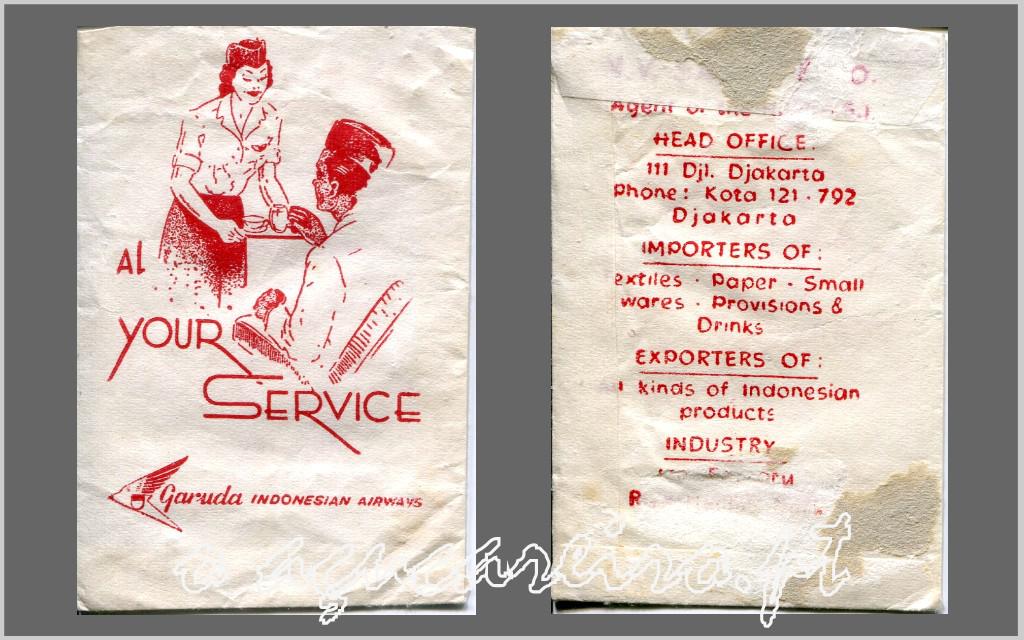 At
YOUR
SERVICE
Garuda INDONESIAN AIRWAYS
Agent of the
HEAD OFFICE:
111 Djl. Djakarta
Phone: Kota 121-792
Djakarta
IMPORTERS OF:
extiles · Paper · Small
wares · Provisions &
Drinks
EXPORTERS OF:
kinds of Indonesian
products
INDUSTRY